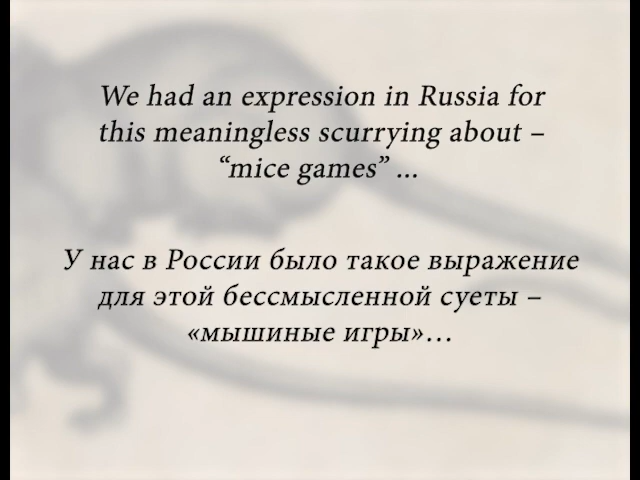 We had an expression in Russia for
this meaningless scurrying about –
“mice games” ...
У нас в России было такое выражение
для этой бессмысленной суеты –
«мышиные игры»…